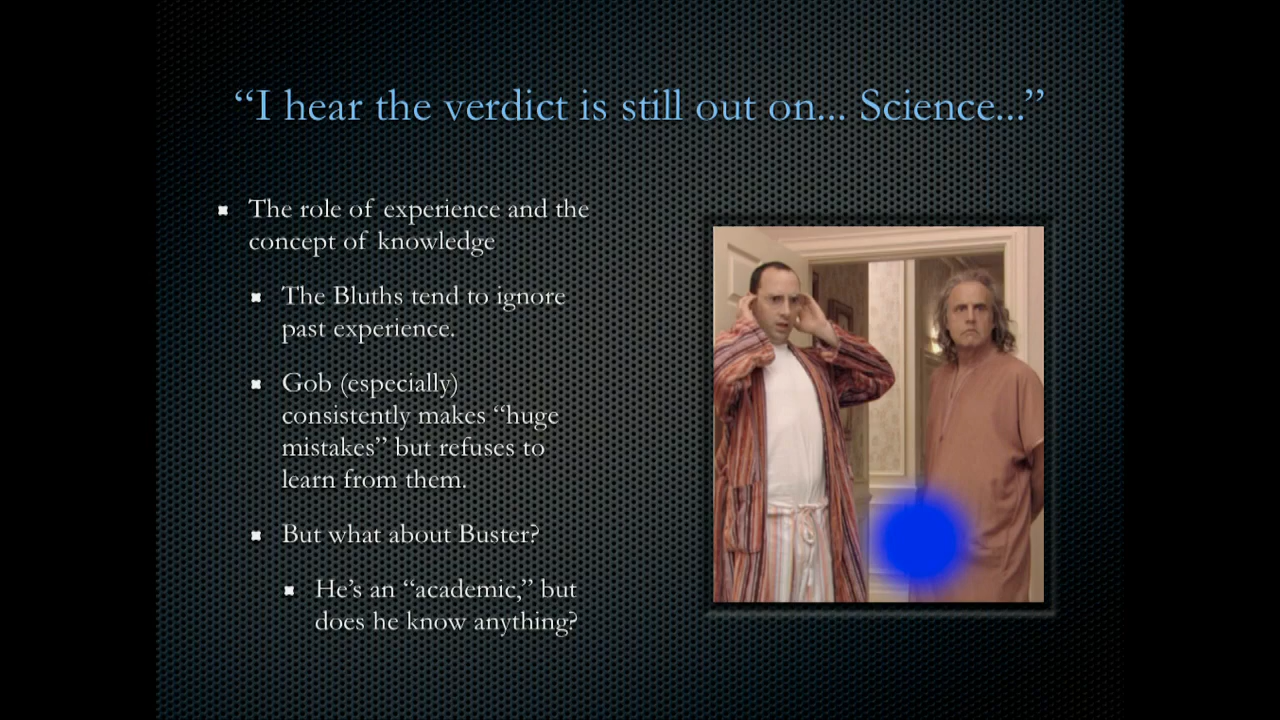 “I hear the verdict is still out on... Science...”
The role of experience and the
concept of knowledge
The Bluths tend to ignore
past experience.
Gob (especially)
consistently makes “huge
mistakes” but refuses to
learn from them.
But what about Buster?
He’s an “academic,” but
does he know anything?